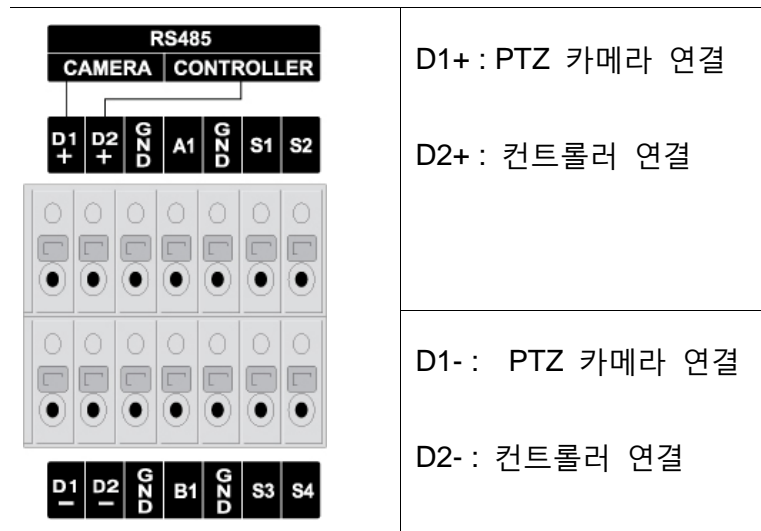 RS485
CAMERA CONTROLLER
D1+ D2+ GND A1 GND S1 S2
D1+ : PTZ 카메라 연결
D2+ : 컨트롤러 연결
D1- : PTZ 카메라 연결
D2- : 컨트롤러 연결
D1- D2- GND B1 GND S3 S4